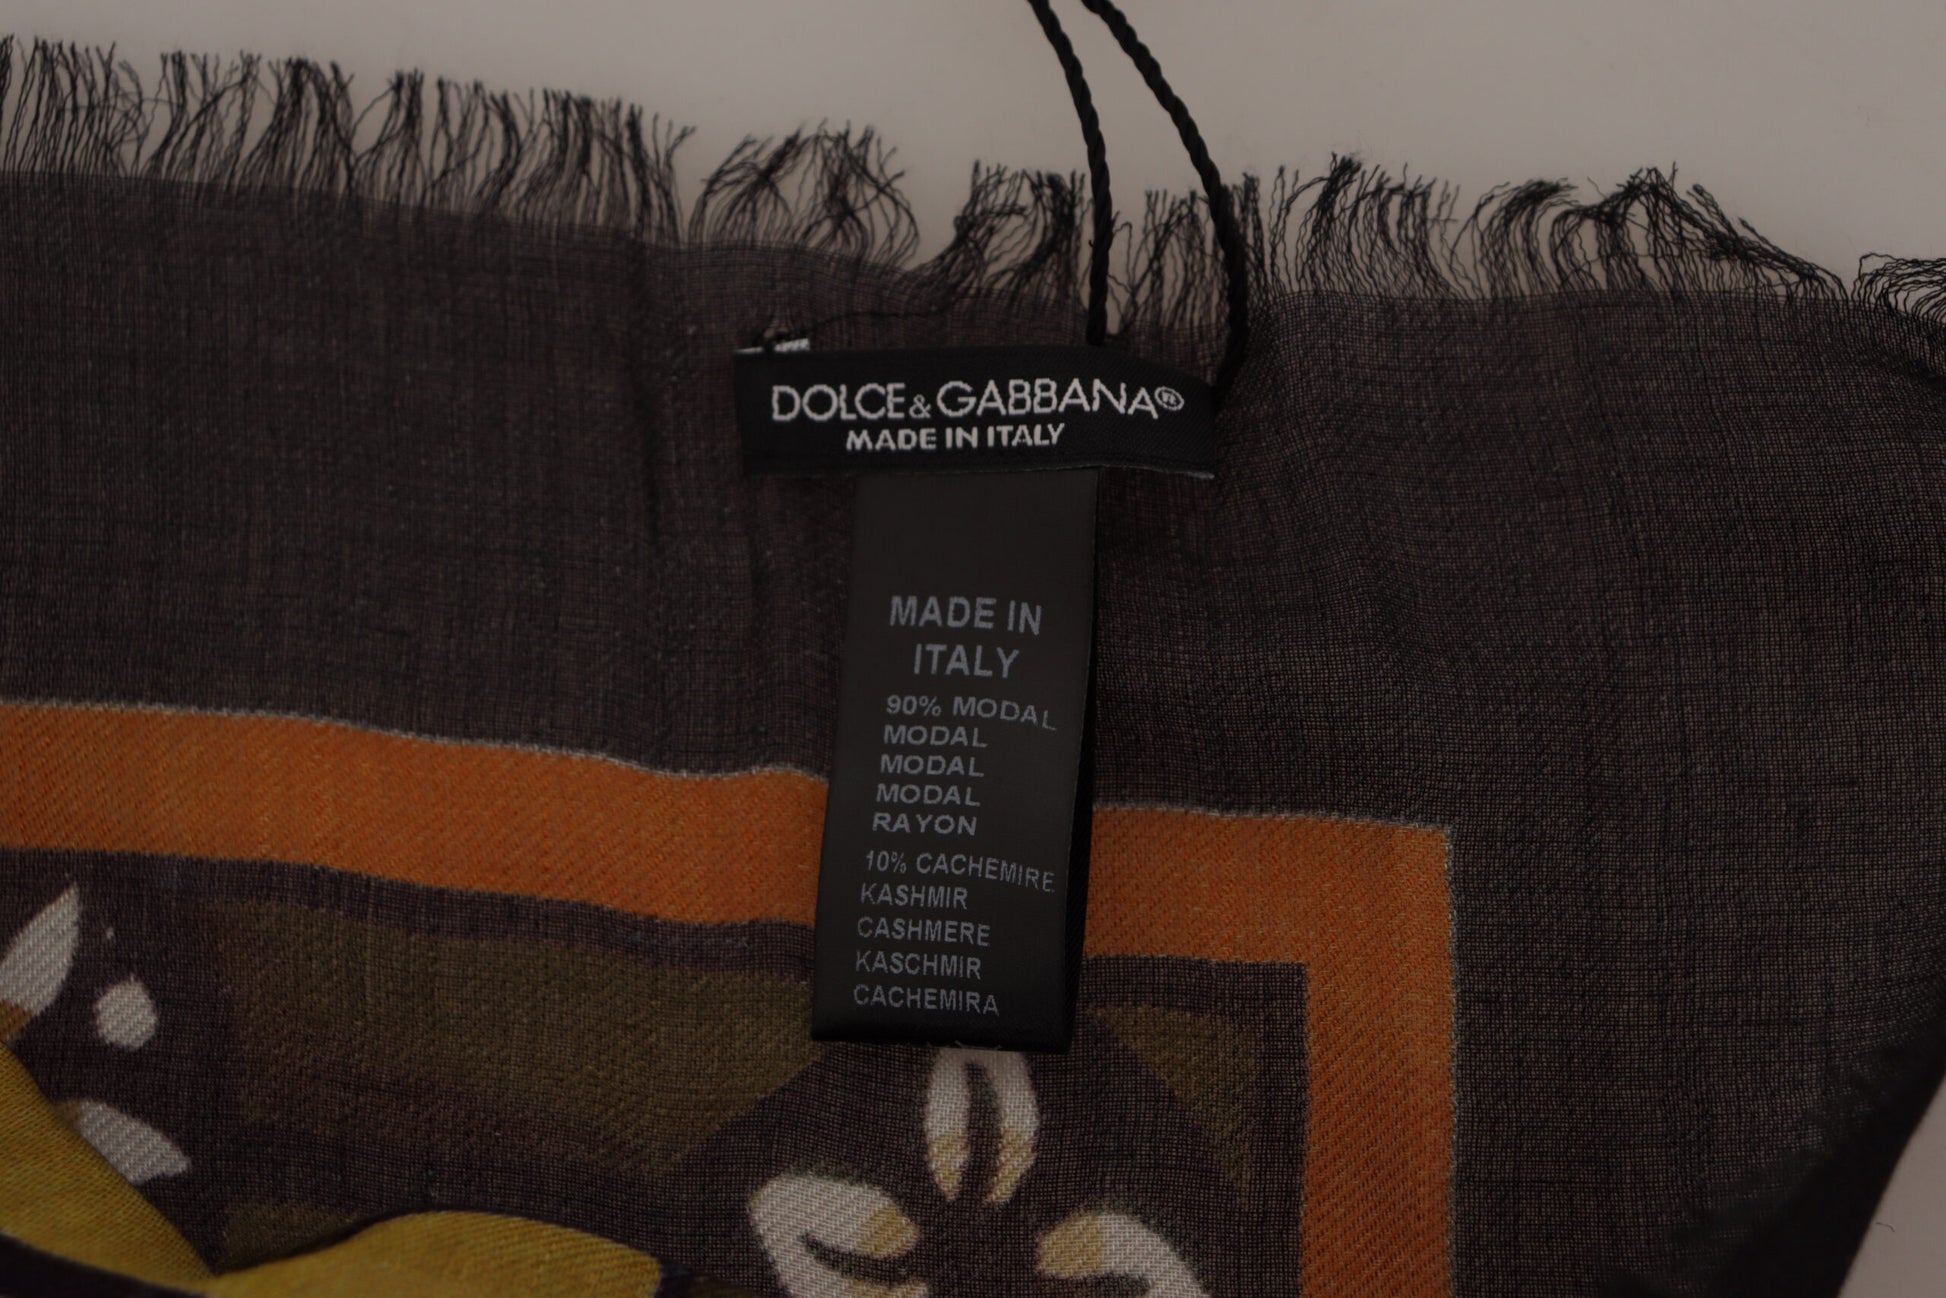 DOLCE & GABBANA®
MADE IN ITALY
MADE IN
ITALY
90% MODAL
MODAL
MODAL
MODAL
RAYON
10% CACHEMIRE
KASHMIR
CASHMERE
KASCHMIR
CACHEMIRA